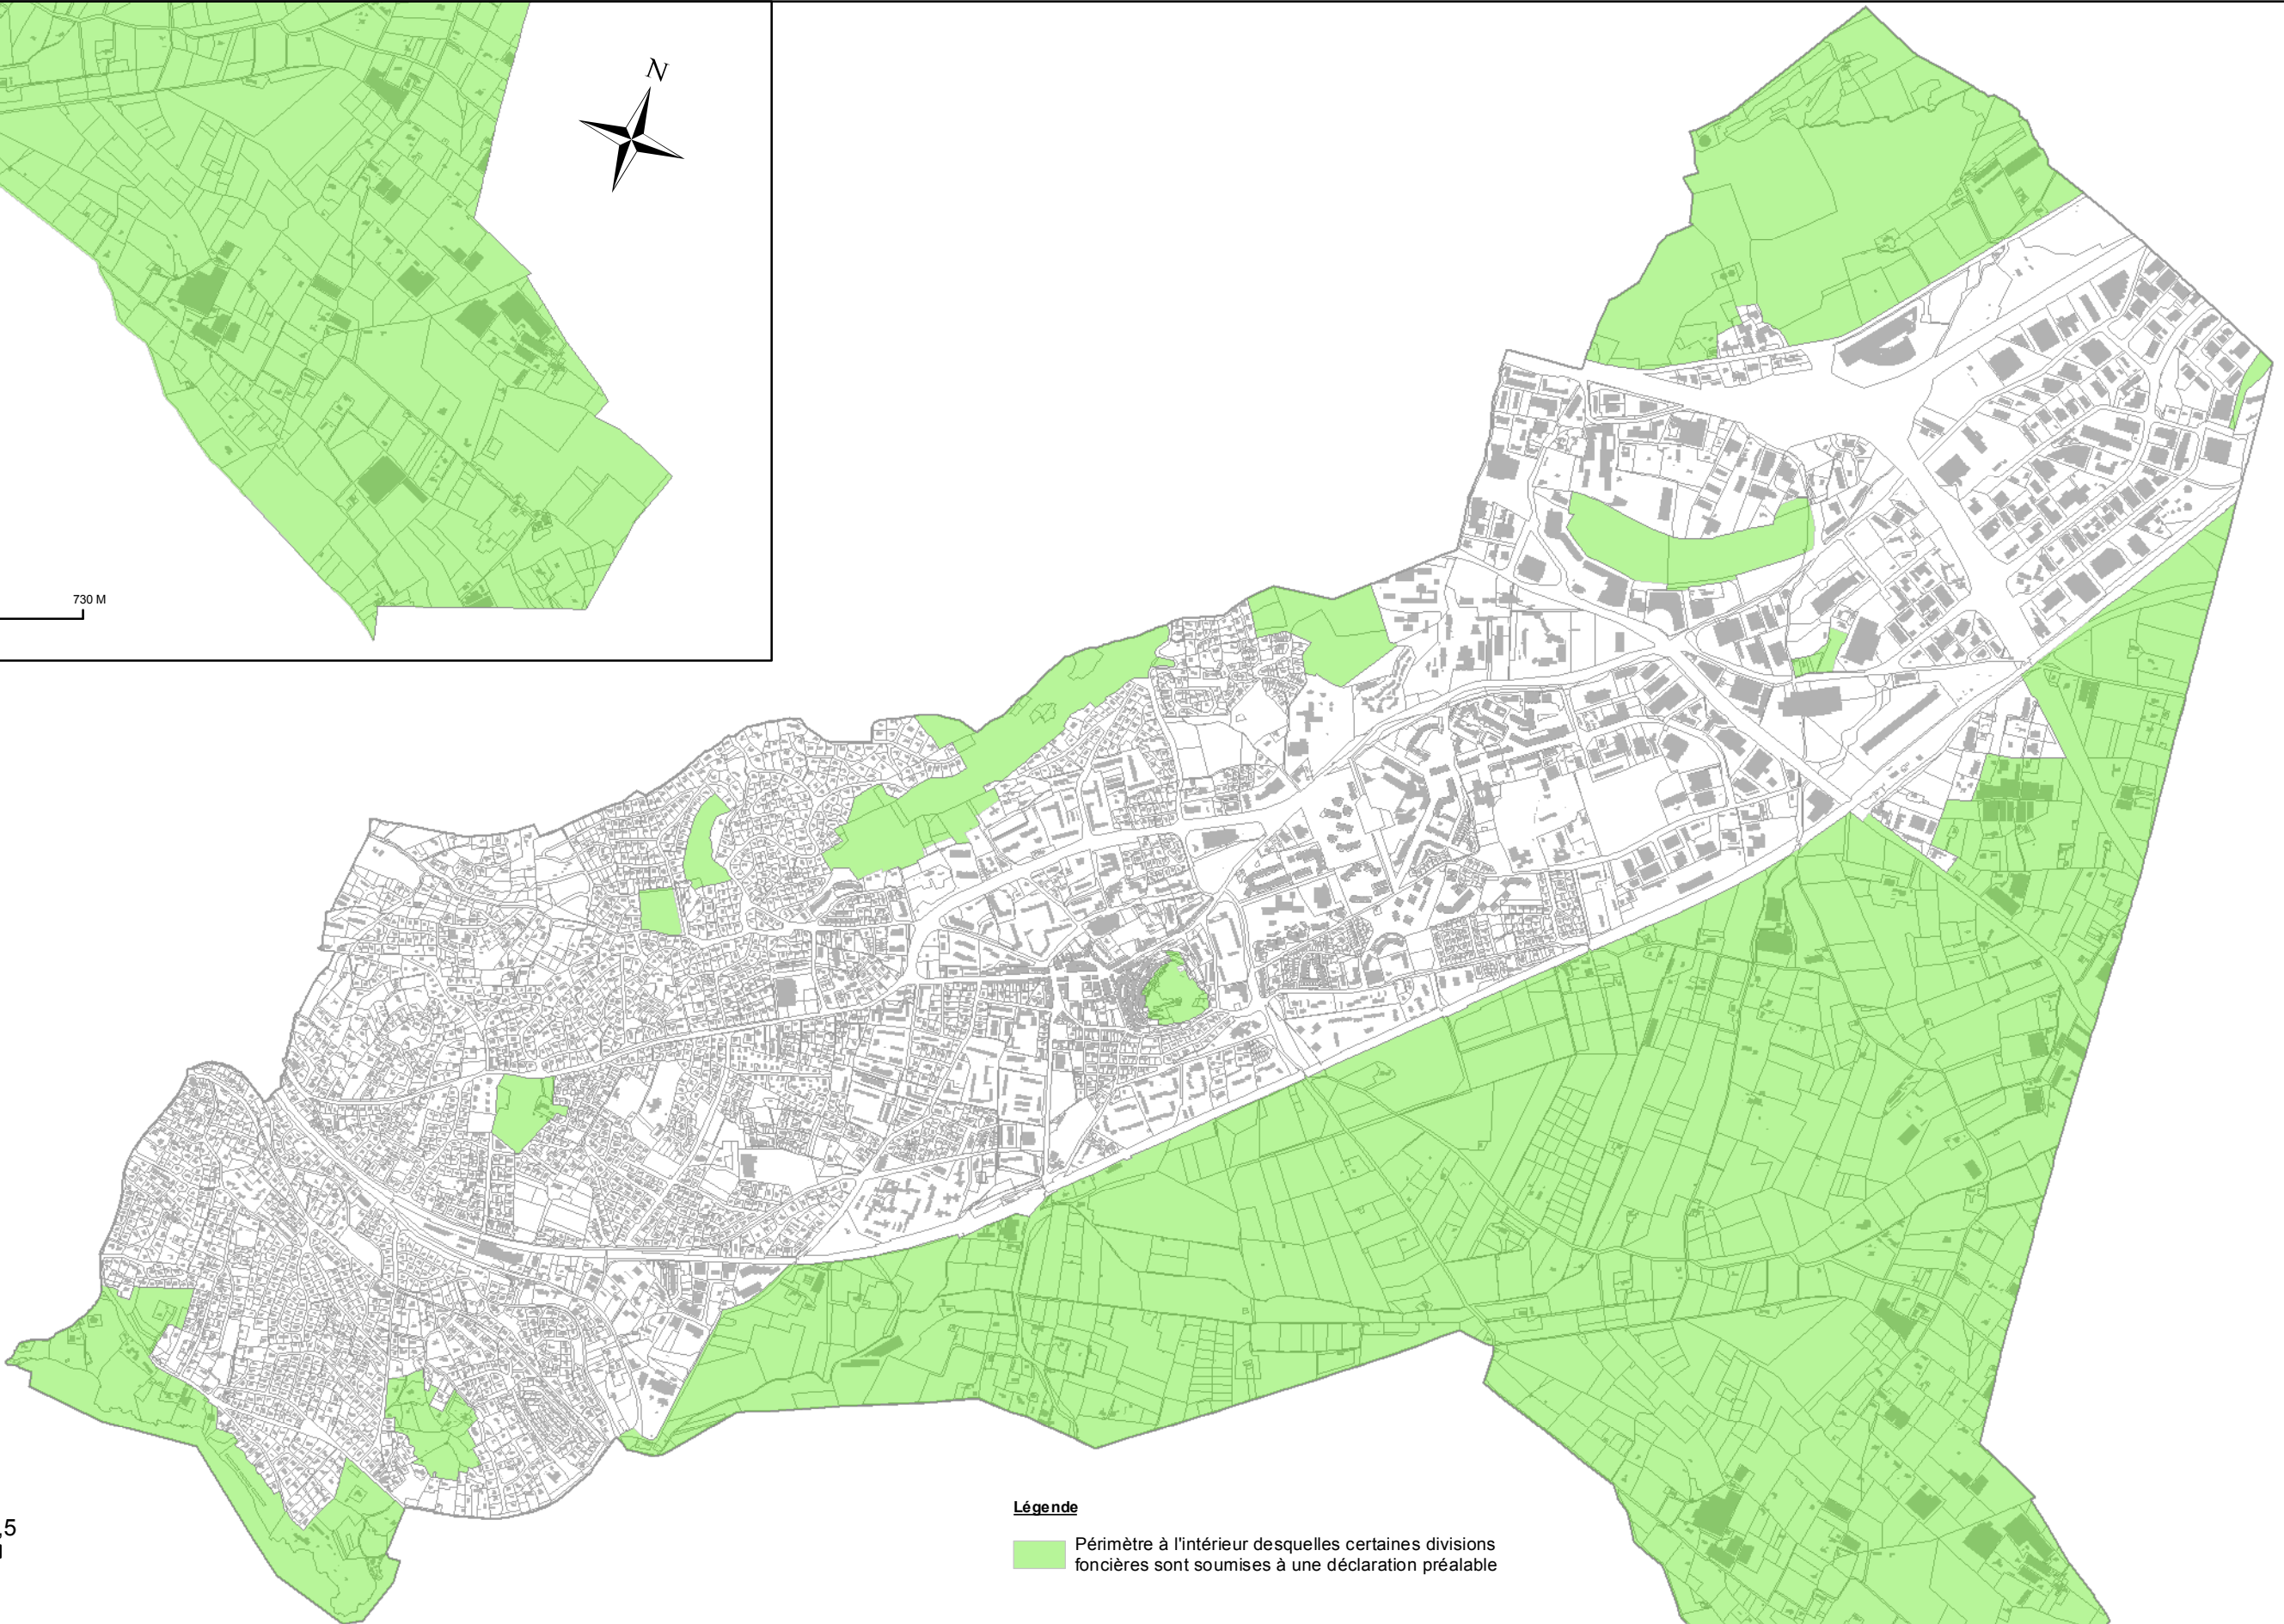 N
730 M
,5
Légende
Périmètre à l'intérieur desquelles certaines divisions
foncières sont soumises à une déclaration préalable